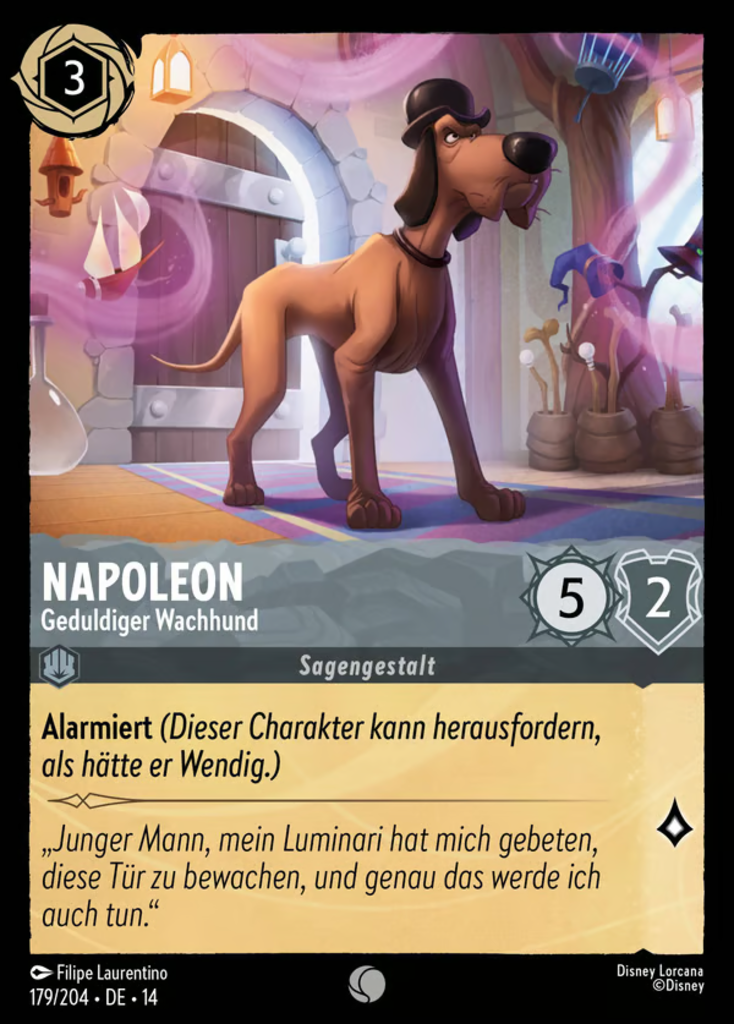 3
NAPOLEON
Geduldiger Wachhund
5
2
Sagengestalt
Alarmiert (Dieser Charakter kann herausfordern,
als hätte er Wendig.)
„Junger Mann, mein Luminari hat mich gebeten,
diese Tür zu bewachen, und genau das werde ich
auch tun.“
Filipe Laurentino
179/204 • DE • 14
Disney Lorcana
©Disney